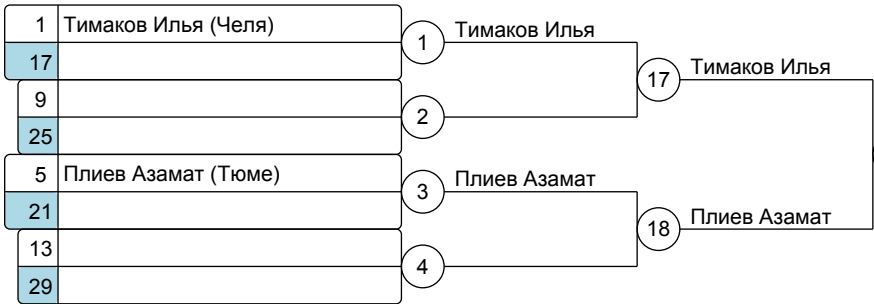 1 Тимаков Илья (Челя)
1 Тимаков Илья
17
17 Тимаков Илья
9
2
25
5 Плиев Азамат (Тюме)
3 Плиев Азамат
21
18 Плиев Азамат
13
4
29